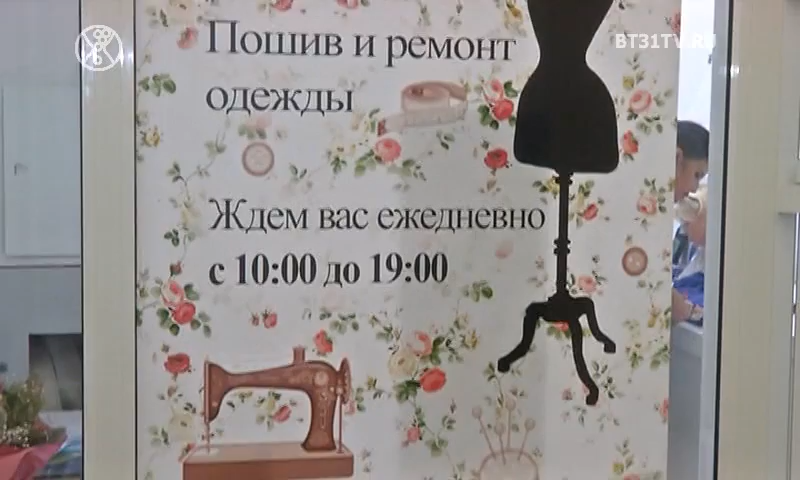 BT31TV.RU
Пошив и ремонт
одежды
Ждем вас ежедневно
с 10:00 до 19:00